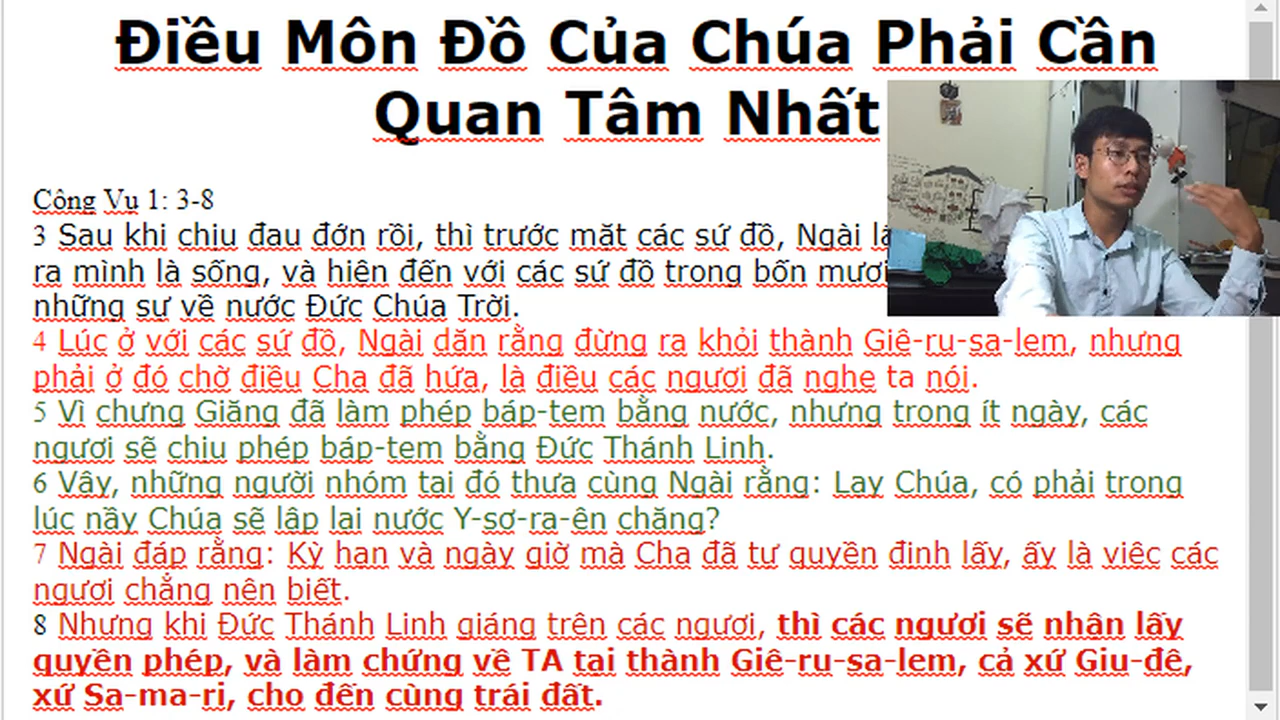 Điều Môn Đồ Của Chúa Phải Cần
Quan Tâm Nhất
Công Vụ 1: 3-8
3 Sau khi chịu đau đớn rồi, thì trước mặt các sứ đồ, Ngài
ra mình là sống, và hiện đến với các sứ đồ trong bốn mươi
những sự về nước Đức Chúa Trời.
4 Lúc ở với các sứ đồ, Ngài dặn rằng đừng ra khỏi thành Giê-ru-sa-lem, nhưng
phải ở đó chờ điều Cha đã hứa, là điều các ngươi đã nghe ta nói.
5 Vì chưng Giăng đã làm phép báp-tem bằng nước, nhưng trong ít ngày, các
ngươi sẽ chịu phép báp-tem bằng Đức Thánh Linh.
6 Vậy, những người nhóm tại đó thưa cùng Ngài rằng: Lạy Chúa, có phải trong
lúc nầy Chúa sẽ lập lại nước Y-sơ-ra-ên chăng?
7 Ngài đáp rằng: Kỳ hạn và ngày giờ mà Cha đã tự quyền định lấy, ấy là việc các
ngươi chẳng nên biết.
8 Nhưng khi Đức Thánh Linh giáng trên các ngươi, thì các ngươi sẽ nhận lấy
quyền phép, và làm chứng về TA tại thành Giê-ru-sa-lem, cả xứ Giu-đê,
xứ Sa-ma-ri, cho đến cùng trái đất.